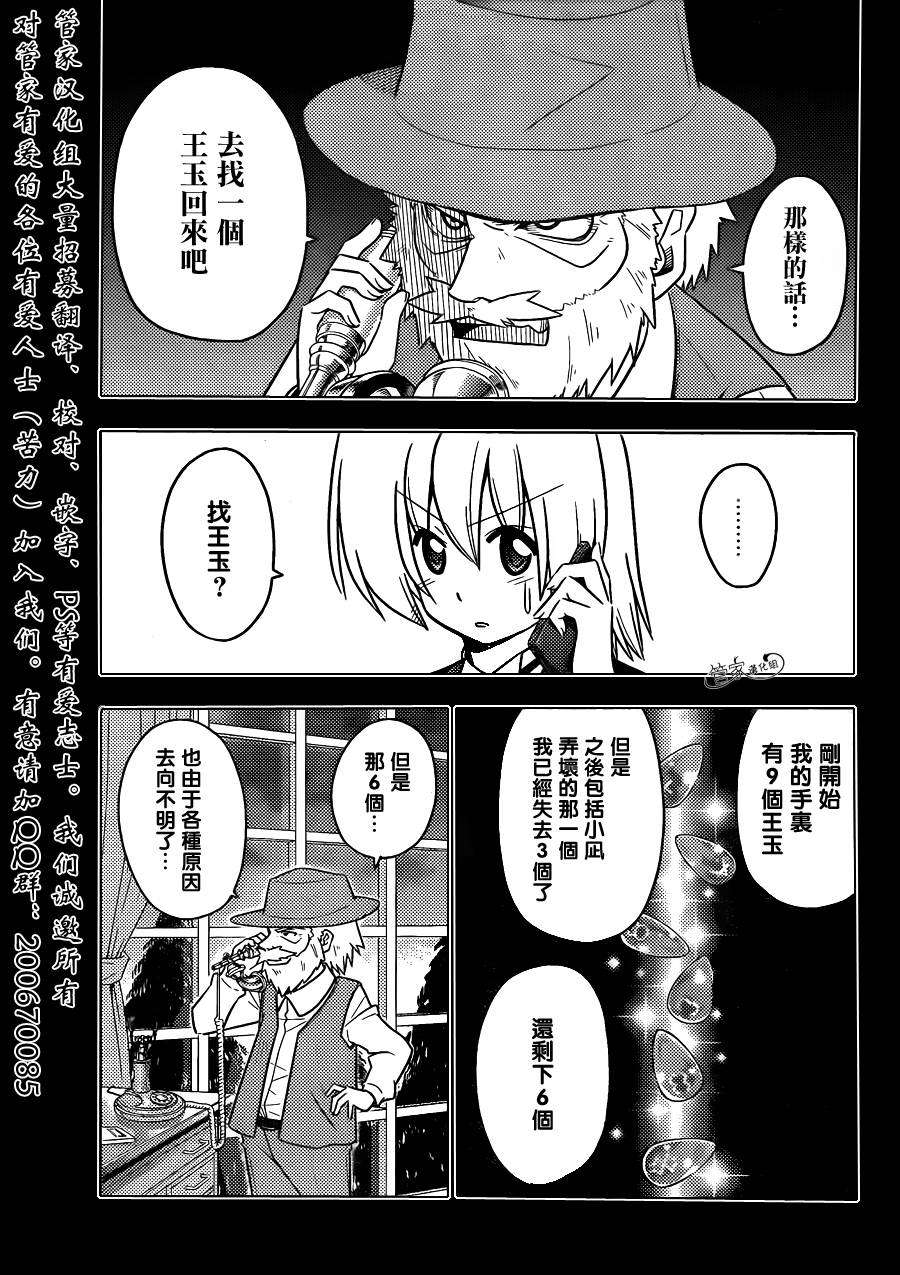 那樣的話…
去找一個
王玉回來吧
………
找王玉？
管家漢化組
剛開始
我的手裏
有9個王玉
但是
之後包括小凪
弄壞的那一個
我已經失去3個了
還剩下6個
但是
那6個…
也由于各種原因
去向不明了…
管家汉化组大量招募翻译、校对、嵌字、PS等有爱志士。我们诚邀所有
对管家有爱的各位有爱人士（苦力）加入我们。有意请加QQ群：200670085